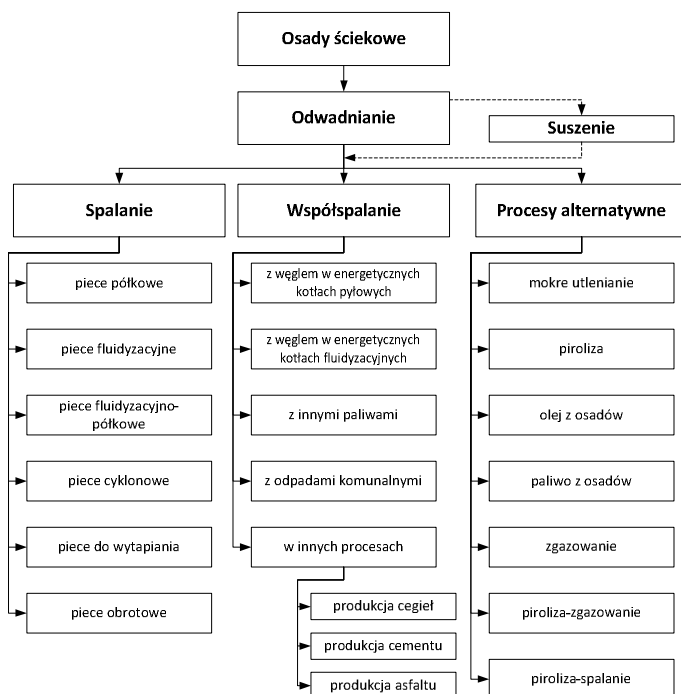 Osady ściekowe
Odwadnianie
Suszenie
Spalanie
piece półkowe
piece fluidyzacyjne
piece fluidyzacyjno-
półkowe
piece cyklonowe
piece do wytapiania
piece obrotowe
Współspalanie
z węglem w energetycznych
kotłach pyłowych
z węglem w energetycznych
kotłach fluidyzacyjnych
z innymi paliwami
z odpadami komunalnymi
w innych procesach
produkcja cegieł
produkcja cementu
produkcja asfaltu
Procesy alternatywne
mokre utlenianie
piroliza
olej z osadów
paliwo z osadów
zgazowanie
piroliza-zgazowanie
piroliza-spalanie